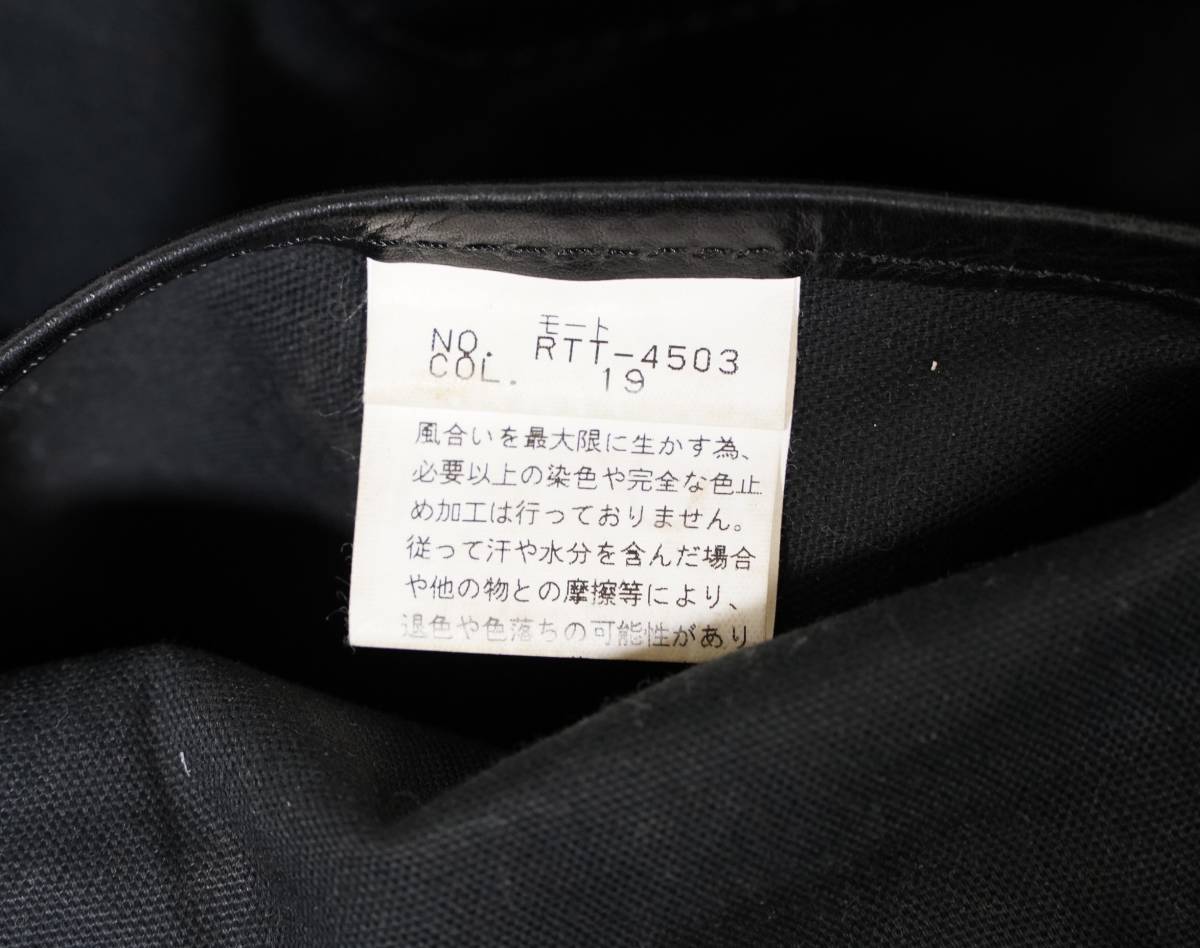 モート
NO. RTT-4503
COL. 19
風合いを最大限に生かす為、
必要以上の染色や完全な色止
め加工は行っておりません。
従って汗や水分を含んだ場合
や他の物との摩擦等により、
退色や色落ちの可能性があり